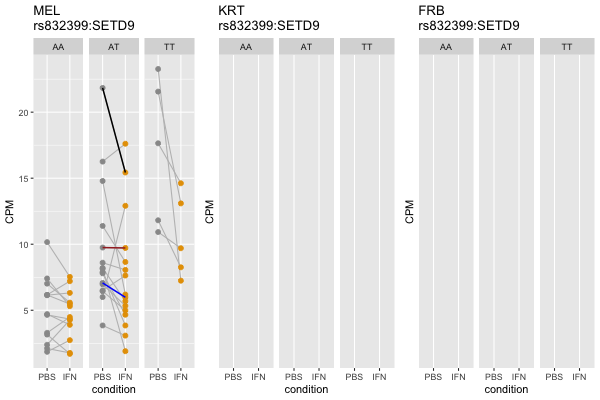 MEL
rs832399:SETD9
KRT
rs832399:SETD9
FRB
rs832399:SETD9
AA AT TT
AA AT TT
AA AT TT
CPM
20
15
10
5
CPM
CPM
PBS IFN PBS IFN PBS IFN
PBS IFN PBS IFN PBS IFN
PBS IFN PBS IFN PBS IFN
condition
condition
condition